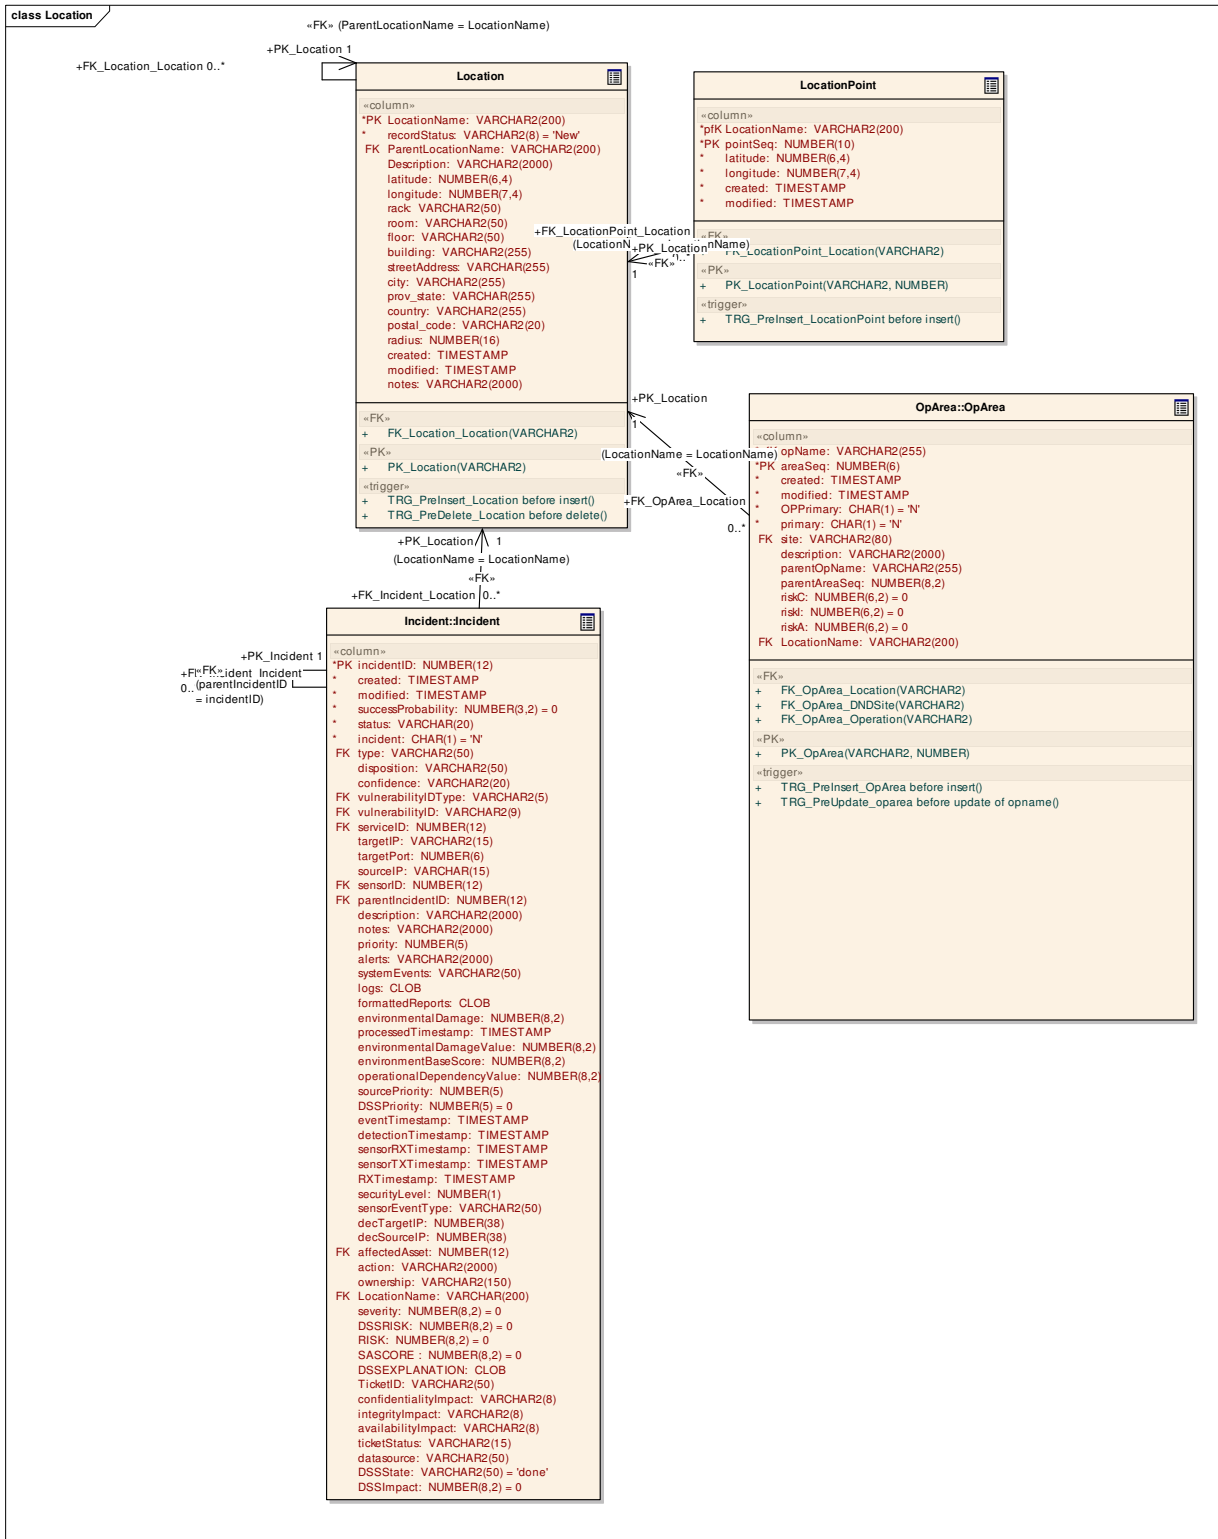 class Location
«FK» (ParentLocationName = LocationName)
+PK_Location 1
+FK_Location_Location 0..*
Location
«column»
*PK LocationName: VARCHAR2(200)
* recordStatus: VARCHAR2(8) = 'New'
FK ParentLocationName: VARCHAR2(200)
Description: VARCHAR2(2000)
latitude: NUMBER(6,4)
longitude: NUMBER(7,4)
rack: VARCHAR2(50)
room: VARCHAR2(50)
floor: VARCHAR2(50)
building: VARCHAR2(255)
streetAddress: VARCHAR(255)
city: VARCHAR2(255)
prov_state: VARCHAR(255)
country: VARCHAR2(255)
postal_code: VARCHAR2(20)
radius: NUMBER(16)
created: TIMESTAMP
modified: TIMESTAMP
notes: VARCHAR2(2000)
«FK»
+ FK_Location_Location(VARCHAR2)
«PK»
+ PK_Location(VARCHAR2)
«trigger»
+ TRG_PreInsert_Location before insert()
+ TRG_PreDelete_Location before delete()
LocationPoint
«column»
*pfK LocationName: VARCHAR2(200)
*PK pointSeq: NUMBER(10)
* latitude: NUMBER(6,4)
* longitude: NUMBER(7,4)
* created: TIMESTAMP
* modified: TIMESTAMP
«FK»
+ FK_LocationPoint_Location(VARCHAR2)
«PK»
+ PK_LocationPoint(VARCHAR2, NUMBER)
«trigger»
+ TRG_PreInsert_LocationPoint before insert()
+FK_LocationPoint_Location
+PK_Location
«FK»
1
+PK_Location
1
(LocationName = LocationName)
«FK»
+FK_OpArea_Location
0..*
OpArea::OpArea
«column»
opName: VARCHAR2(255)
*PK areaSeq: NUMBER(6)
* created: TIMESTAMP
* modified: TIMESTAMP
* OPPrimary: CHAR(1) = 'N'
* primary: CHAR(1) = 'N'
FK site: VARCHAR2(80)
description: VARCHAR2(2000)
parentOpName: VARCHAR2(255)
parentAreaSeq: NUMBER(8,2)
riskC: NUMBER(6,2) = 0
riskI: NUMBER(6,2) = 0
riskA: NUMBER(6,2) = 0
FK LocationName: VARCHAR2(200)
«FK»
+ FK_OpArea_Location(VARCHAR2)
+ FK_OpArea_DNDSite(VARCHAR2)
+ FK_OpArea_Operation(VARCHAR2)
«PK»
+ PK_OpArea(VARCHAR2, NUMBER)
«trigger»
+ TRG_PreInsert_OpArea before insert()
+ TRG_PreUpdate_oparea before update of opname()
+PK_Location 1
(LocationName = LocationName)
«FK»
+FK_Incident_Location 0..*
+PK_Incident 1
«FK»
(parentIncidentID
= incidentID)
Incident::Incident
«column»
*PK incidentID: NUMBER(12)
* created: TIMESTAMP
* modified: TIMESTAMP
* successProbability: NUMBER(3,2) = 0
* status: VARCHAR(20)
* incident: CHAR(1) = 'N'
FK type: VARCHAR2(50)
disposition: VARCHAR2(50)
confidence: VARCHAR2(20)
FK vulnerabilityIDType: VARCHAR2(5)
FK vulnerabilityID: VARCHAR2(9)
FK serviceID: NUMBER(12)
targetIP: VARCHAR2(15)
targetPort: NUMBER(6)
sourceIP: VARCHAR(15)
FK sensorID: NUMBER(12)
FK parentIncidentID: NUMBER(12)
description: VARCHAR2(2000)
notes: VARCHAR2(2000)
priority: NUMBER(5)
alerts: VARCHAR2(2000)
systemEvents: VARCHAR2(50)
logs: CLOB
formattedReports: CLOB
environmentalDamage: NUMBER(8,2)
processedTimestamp: TIMESTAMP
environmentalDamageValue: NUMBER(8,2)
environmentBaseScore: NUMBER(8,2)
operationalDependencyValue: NUMBER(8,2)
sourcePriority: NUMBER(5)
DSSPriority: NUMBER(5) = 0
eventTimestamp: TIMESTAMP
detectionTimestamp: TIMESTAMP
sensorRXTimestamp: TIMESTAMP
sensorTXTimestamp: TIMESTAMP
RXTimestamp: TIMESTAMP
securityLevel: NUMBER(1)
sensorEventType: VARCHAR2(50)
decTargetIP: NUMBER(38)
decSourceIP: NUMBER(38)
FK affectedAsset: NUMBER(12)
action: VARCHAR2(2000)
ownership: VARCHAR2(150)
FK LocationName: VARCHAR(200)
severity: NUMBER(8,2) = 0
DSSRISK: NUMBER(8,2) = 0
RISK: NUMBER(8,2) = 0
SASCORE : NUMBER(8,2) = 0
DSSEXPLANATION: CLOB
TicketID: VARCHAR2(50)
confidentialityImpact: VARCHAR2(8)
integrityImpact: VARCHAR2(8)
availabilityImpact: VARCHAR2(8)
ticketStatus: VARCHAR2(15)
datasource: VARCHAR2(50)
DSSState: VARCHAR2(50) = 'done'
DSSImpact: NUMBER(8,2) = 0